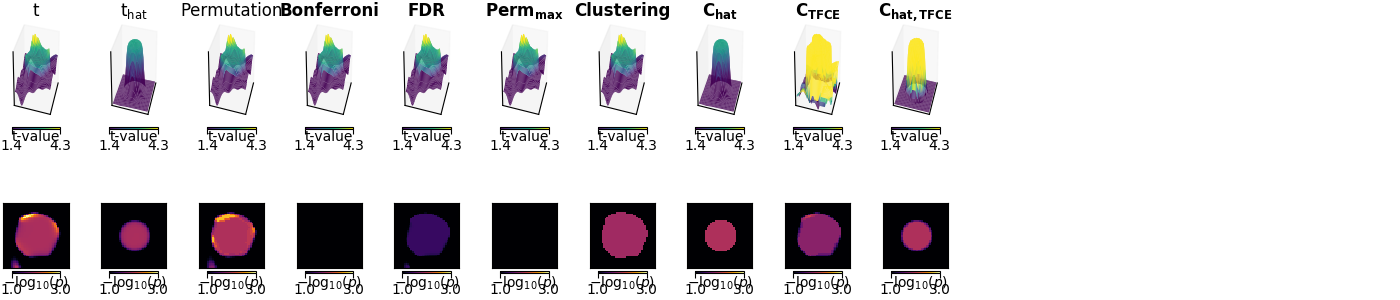 t t_hat Permutation Bonferroni FDR Perm_max Clustering C_hat C_TFCE C_hat,TFCE
t-value t-value t-value t-value t-value t-value t-value t-value t-value t-value
1.4 4.3 1.4 4.3 1.4 4.3 1.4 4.3 1.4 4.3 1.4 4.3 1.4 4.3 1.4 4.3 1.4 4.3 1.4 4.3
−log₁₀(p) −log₁₀(p) −log₁₀(p) −log₁₀(p) −log₁₀(p) −log₁₀(p) −log₁₀(p) −log₁₀(p) −log₁₀(p) −log₁₀(p)
1.0 3.0 1.0 3.0 1.0 3.0 1.0 3.0 1.0 3.0 1.0 3.0 1.0 3.0 1.0 3.0 1.0 3.0 1.0 3.0